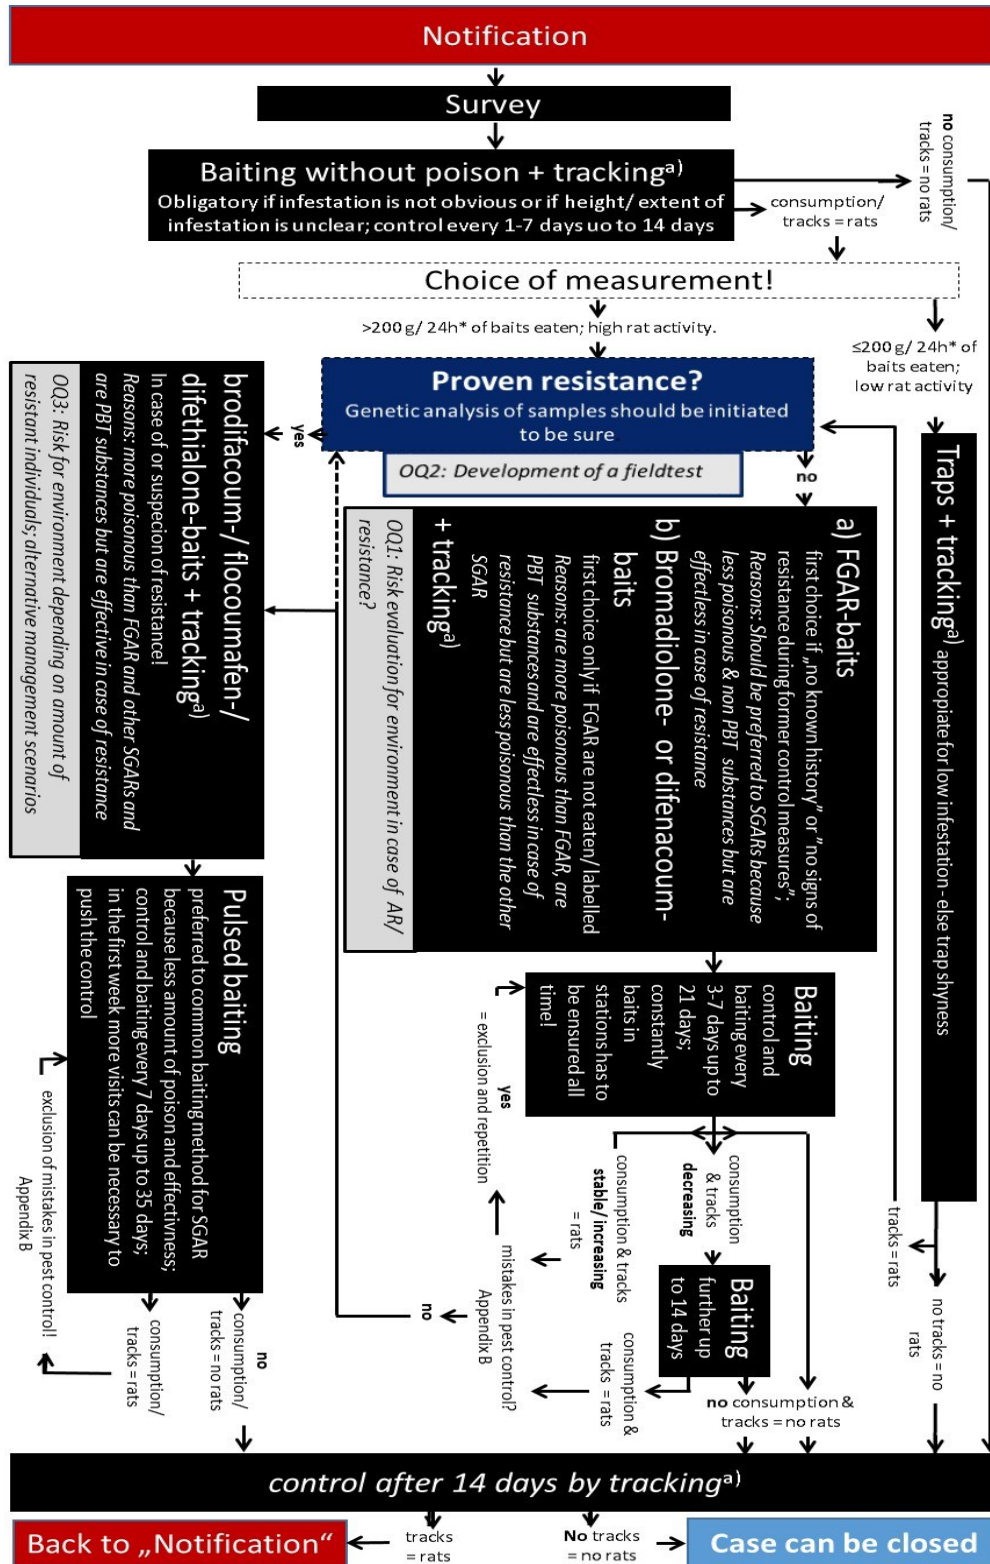 Notification
Survey
Baiting without poison + tracking a)
Obligatory if infestation is not obvious or if height/ extent of
infestation is unclear; control every 1-7 days uo to 14 days
no consumption/
tracks = no rats
consumption/
tracks = rats
Choice of measurement!
>200 g/ 24h* of baits eaten; high rat activity.
≤200 g/ 24h* of
baits eaten;
low rat activity
Proven resistance?
Genetic analysis of samples should be initiated
to be sure
yes
OQ2: Development of a fieldtest
no
brodifacoum-/ flocoumafen-/
difethialone-baits + tracking a)
In case of or suspecion of resistance!
Reasons: more poisonous than FGAR and other SGARs and
are PBT substances but are effective in case of resistance
OQ3: Risk for environment depending on amount of
resistant individuals; alternative management scenarios
a) FGAR-baits
first choice if „no known history" or "no signs of
resistance during former control measures";
Reasons: Should be preferred to SGARs because
less poisonous & non PBT substances but are
effectless in case of resistance
b) Bromadiolone- or difenacoum-
baits
first choice only if FGAR are not eaten/ labelled
Reasons: are more poisonous than FGAR, are
PBT substances and are effectless in case of
resistance but are less poisonous than the other
SGAR
+ tracking a)
OQ1: Risk evaluation for environment in case of AR/
resistance?
Traps + tracking a) appropriate for low infestation - else trap shyness
tracks = rats
no tracks = no
rats
Baiting
control and
baiting every
3-7 days up to
21 days;
constantly
baits in
stations has to
be ensured all
time!
yes
= exclusion and repetition
consumption
& tracks
decreasing
consumption & tracks
stable/ increasing
= rats
Baiting
further up
to 14 days
mistakes in pest control?
Appendix B
no
consumption &
tracks = rats
no consumption &
tracks = no rats
Pulsed baiting
preferred to common baiting method for SGAR
because less amount of poison and effectivness;
control and baiting every 7 days up to 35 days;
in the first week more visits can be necessary to
push the control
exclusion of mistakes in pest control!
Appendix B
consumption/
tracks = rats
no
consumption/
tracks = no rats
control after 14 days by tracking a)
Back to „Notification“
tracks
= rats
No tracks
= no rats
Case can be closed